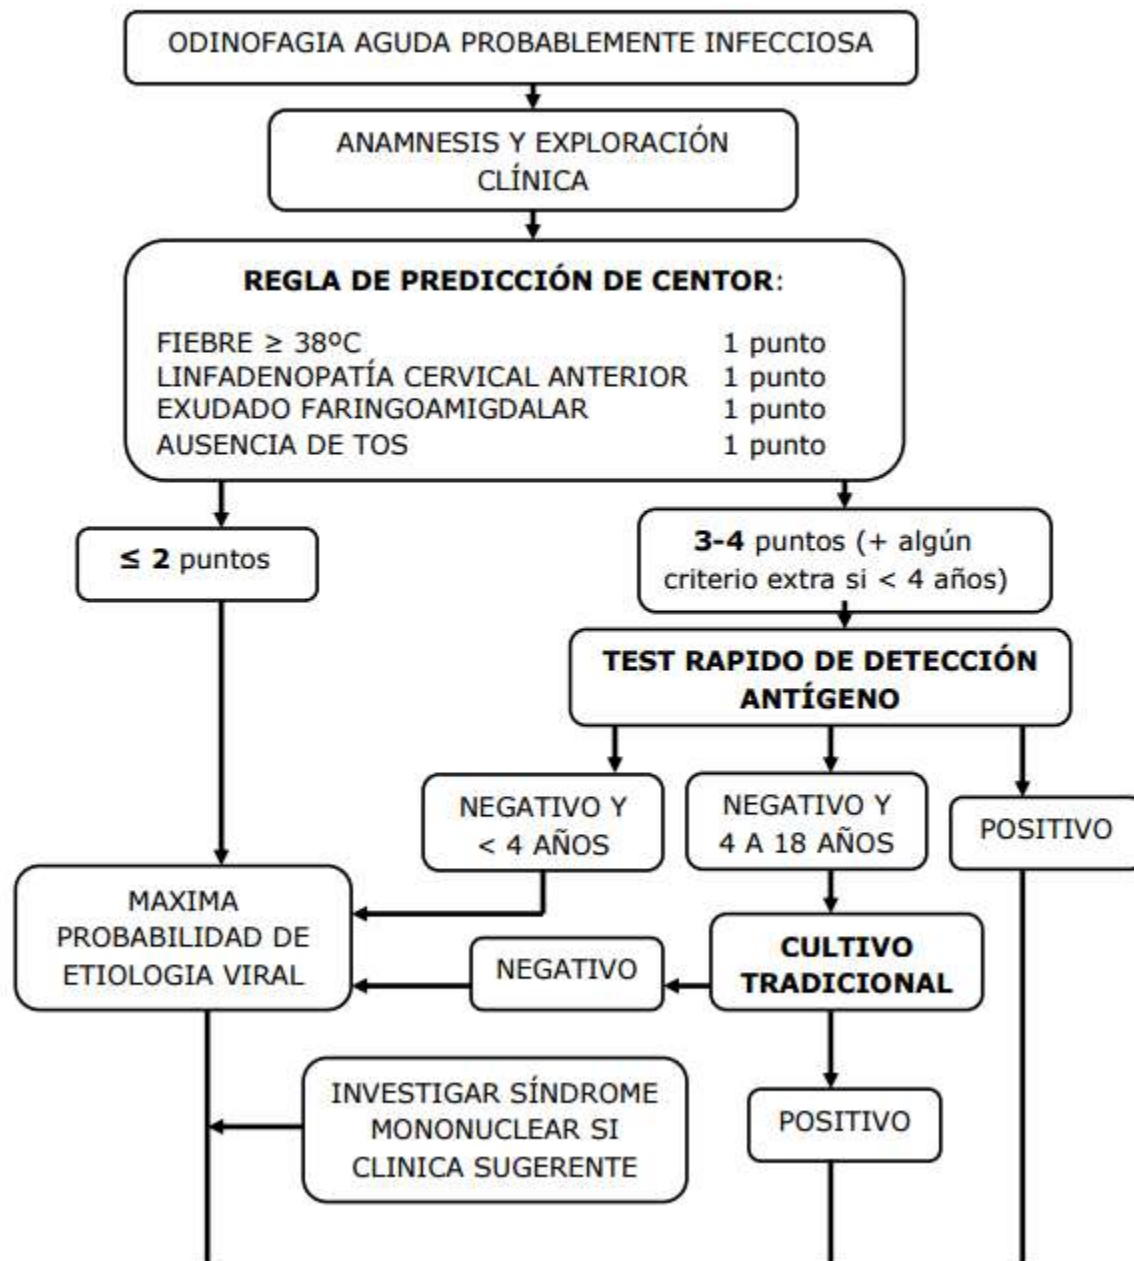 ODINOFAGIA AGUDA PROBABLEMENTE INFECCIOSA
ANAMNESIS Y EXPLORACIÓN
CLÍNICA
REGLA DE PREDICCIÓN DE CENTOR:
FIEBRE ≥ 38ºC 1 punto
LINFADENOPATÍA CERVICAL ANTERIOR 1 punto
EXUDADO FARINGOAMIGDALAR 1 punto
AUSENCIA DE TOS 1 punto
≤ 2 puntos
3-4 puntos (+ algún
criterio extra si < 4 años)
TEST RAPIDO DE DETECCIÓN
ANTÍGENO
NEGATIVO Y
< 4 AÑOS
NEGATIVO Y
4 A 18 AÑOS
POSITIVO
MAXIMA
PROBABILIDAD DE
ETIOLOGIA VIRAL
NEGATIVO
CULTIVO
TRADICIONAL
INVESTIGAR SÍNDROME
MONONUCLEAR SI
CLINICA SUGERENTE
POSITIVO